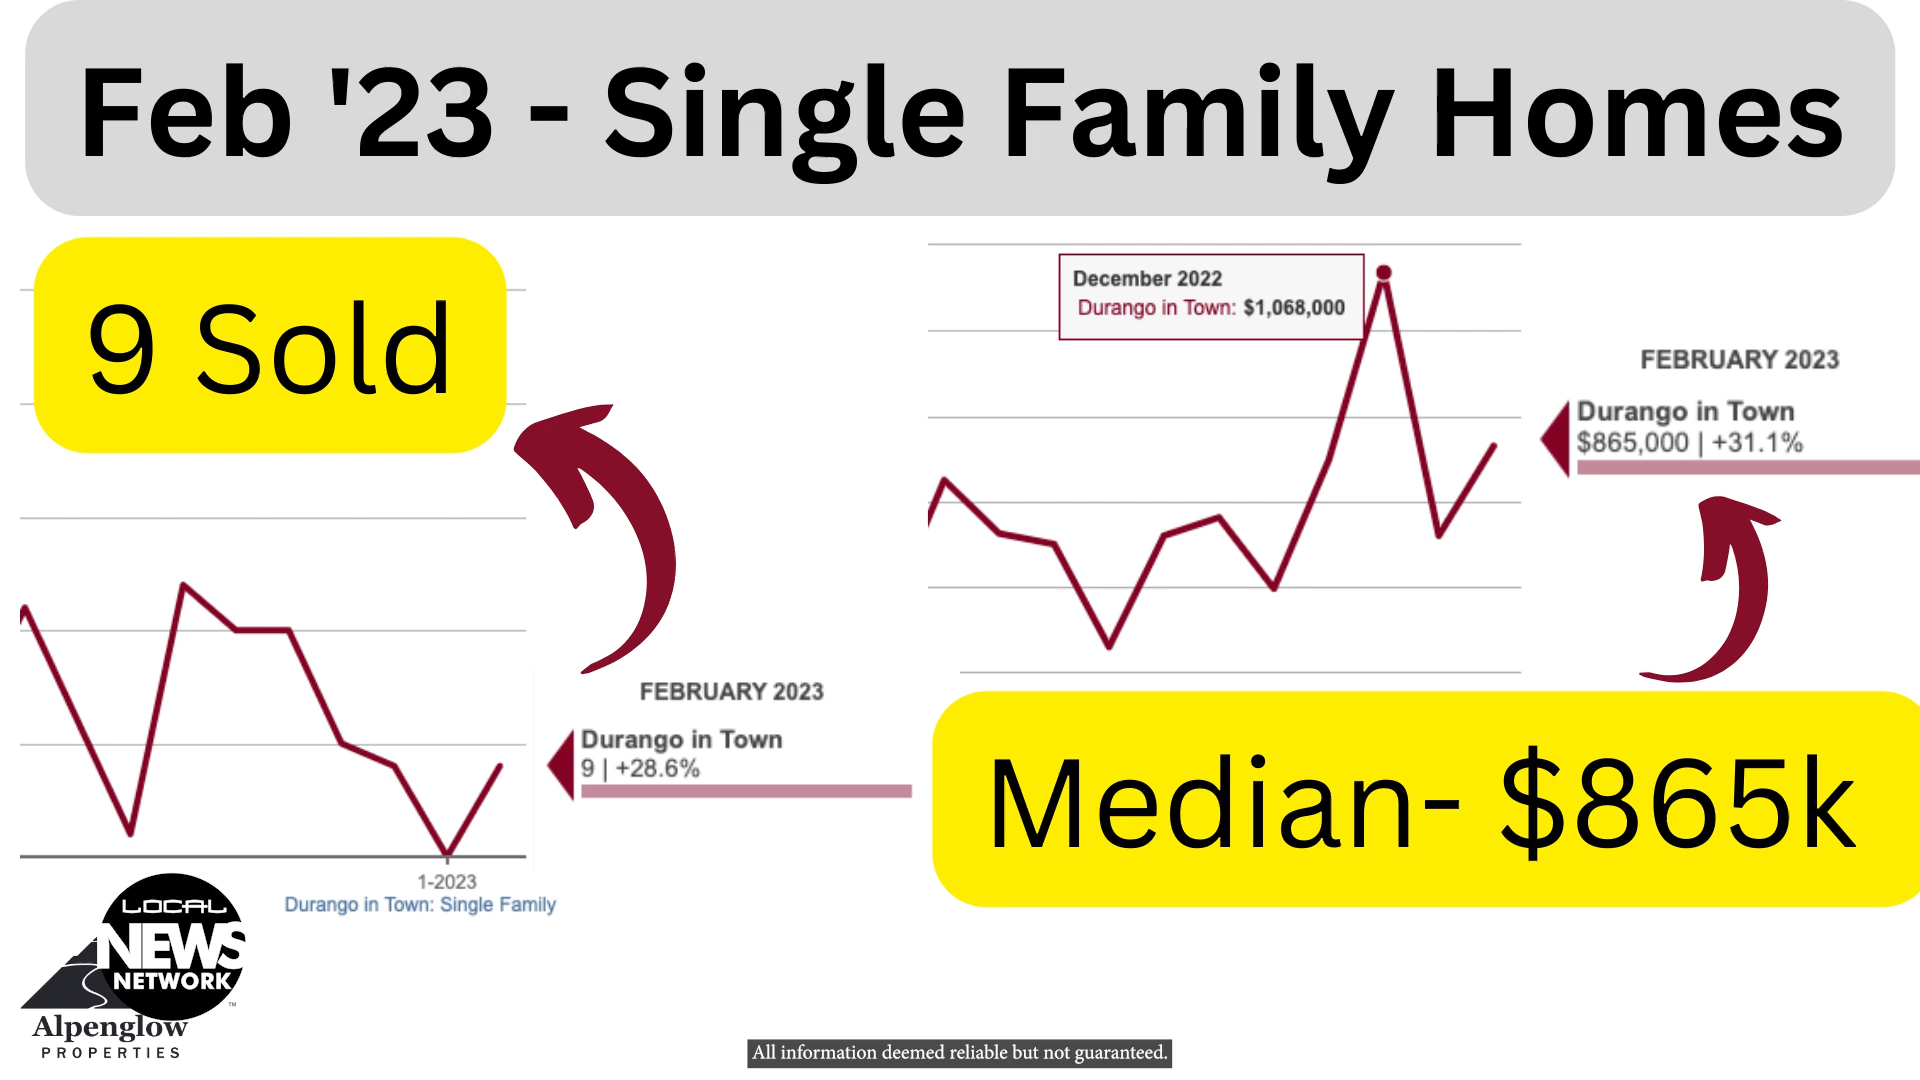 Feb '23 - Single Family Homes
9 Sold
FEBRUARY 2023
Durango in Town
9 | +28.6%
1-2023
Durango in Town: Single Family
December 2022
Durango in Town: $1,068,000
FEBRUARY 2023
Durango in Town
$865,000 | +31.1%
Median- $865k
LOCAL
NEWS
NETWORK
™
Alpenglow
PROPERTIES
All information deemed reliable but not guaranteed.